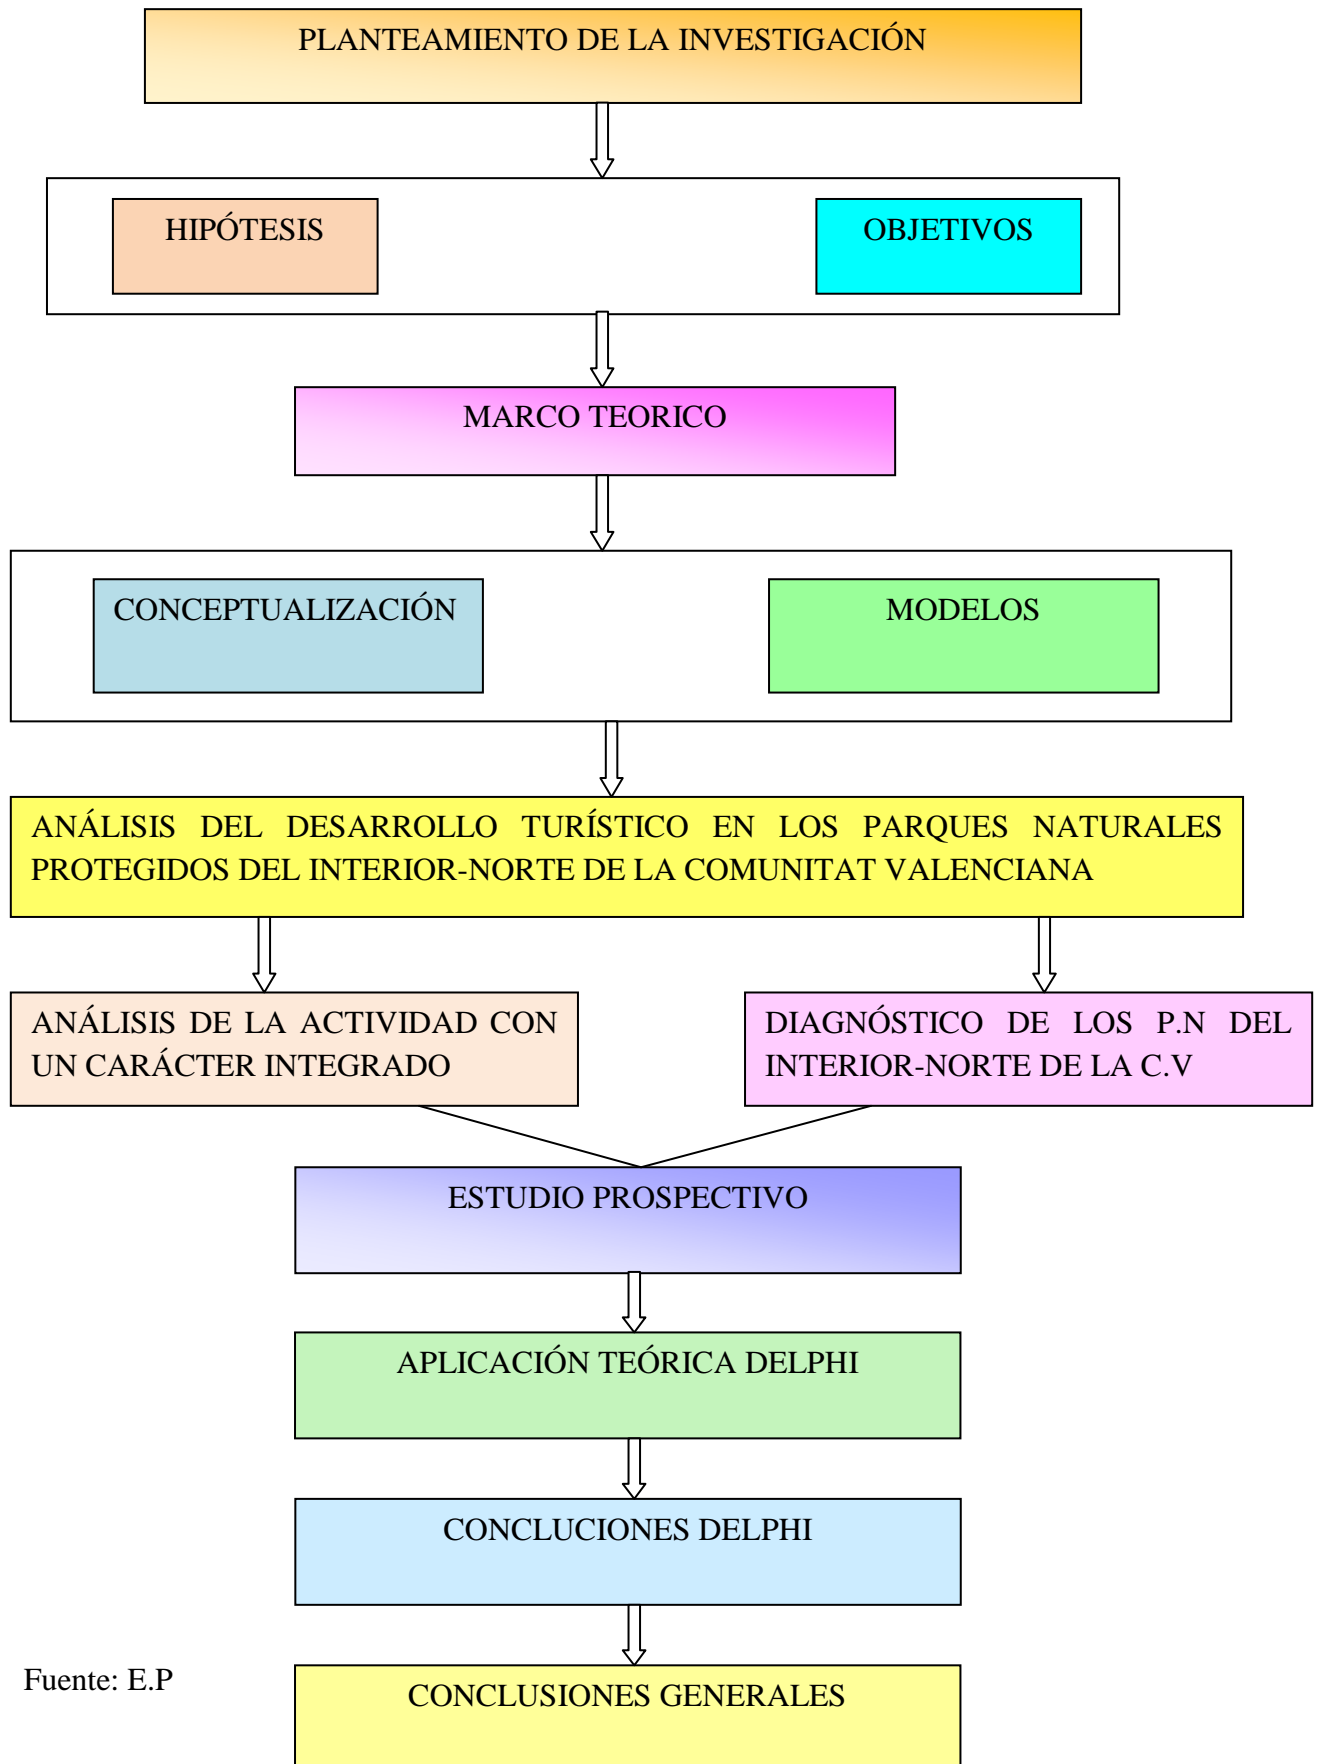 PLANTEAMIENTO DE LA INVESTIGACIÓN
HIPÓTESIS
OBJETIVOS
MARCO TEORICO
CONCEPTUALIZACIÓN
MODELOS
ANÁLISIS DEL DESARROLLO TURÍSTICO EN LOS PARQUES NATURALES
PROTEGIDOS DEL INTERIOR-NORTE DE LA COMUNITAT VALENCIANA
ANÁLISIS DE LA ACTIVIDAD CON
UN CARÁCTER INTEGRADO
DIAGNÓSTICO DE LOS P.N DEL
INTERIOR-NORTE DE LA C.V
ESTUDIO PROSPECTIVO
APLICACIÓN TEÓRICA DELPHI
CONCLUCIONES DELPHI
Fuente: E.P
CONCLUSIONES GENERALES